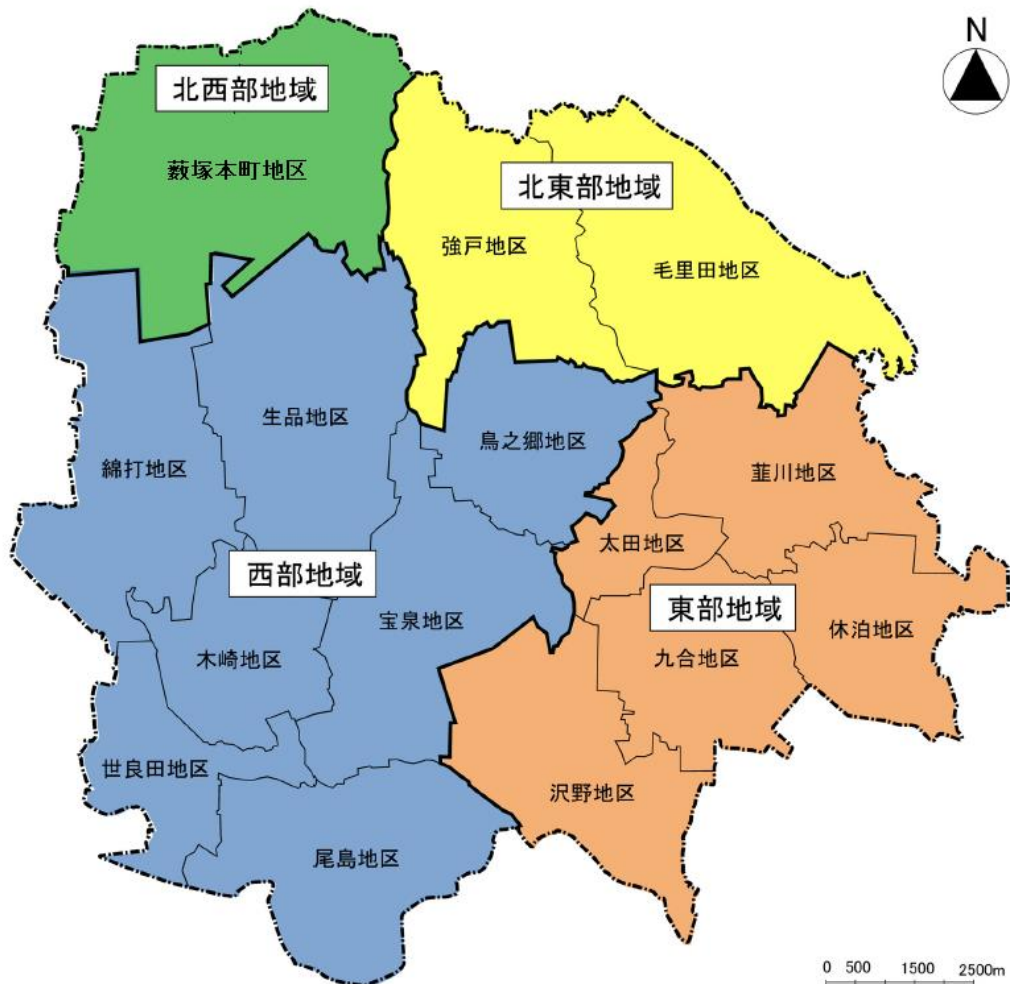 N
北西部地域
藪塚本町地区
北東部地域
強戸地区
毛里田地区
生品地区
鳥之郷地区
綿打地区
韮川地区
太田地区
西部地域
東部地域
宝泉地区
休泊地区
木崎地区
九合地区
世良田地区
沢野地区
尾島地区
0 500 1500 2500m